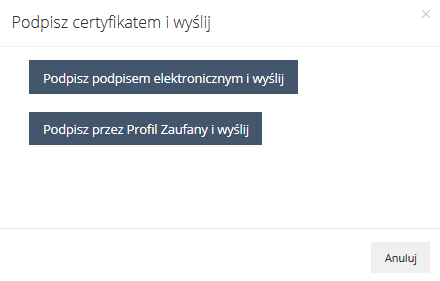 Podpisz certyfikatem i wyślij
×
Podpisz podpisem elektronicznym i wyślij
Podpisz przez Profil Zaufany i wyślij
Anuluj